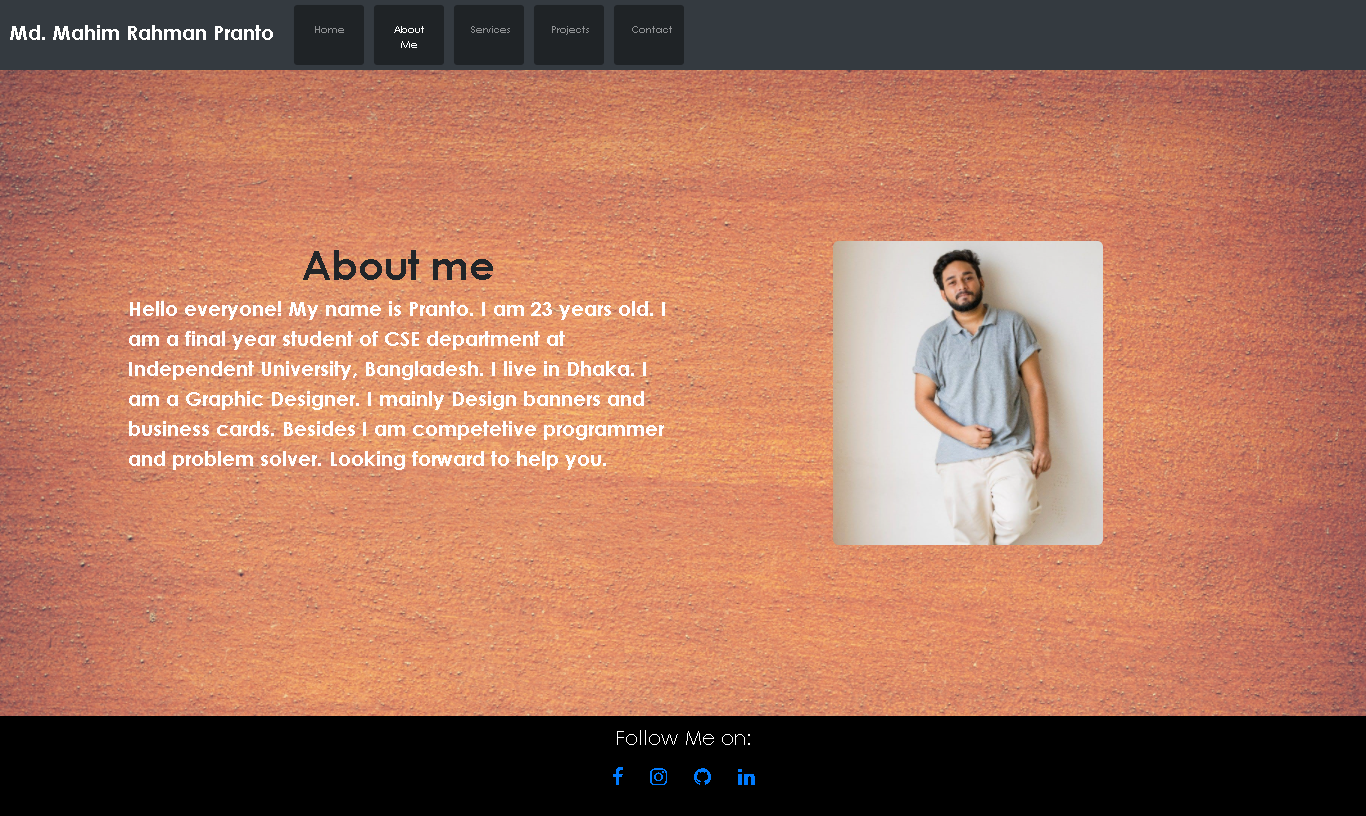 Md. Mahim Rahman Pranto
Home
About
Me
Services
Projects
Contact
About me
Hello everyone! My name is Pranto. I am 23 years old. I
am a final year student of CSE department at
Independent University, Bangladesh. I live in Dhaka. I
am a Graphic Designer. I mainly Design banners and
business cards. Besides I am competetive programmer
and problem solver. Looking forward to help you.
Follow Me on: